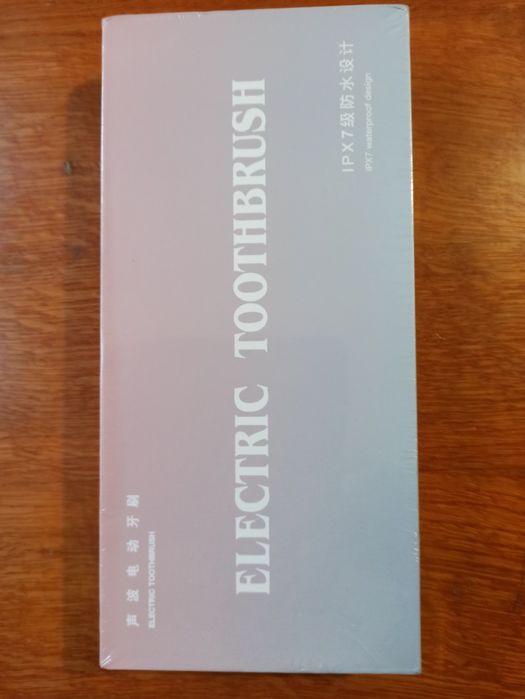 声波电动牙刷
ELECTRIC TOOTHBRUSH
ELECTRIC TOOTHBRUSH
IPX7级防水设计
IPX7 waterproof design